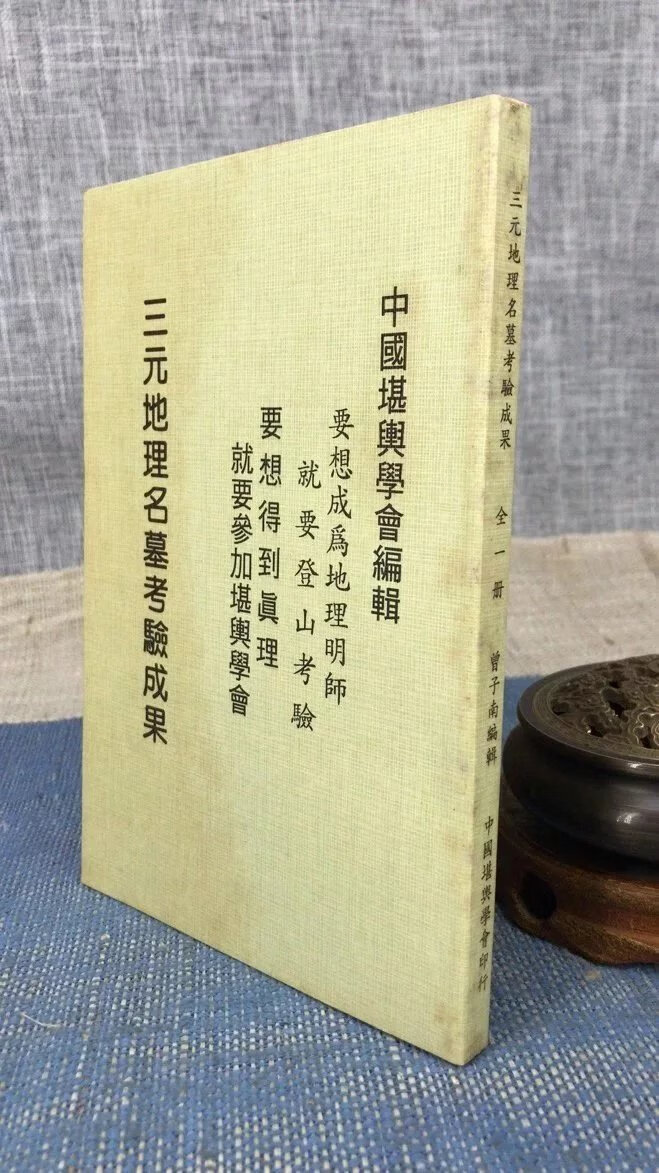 中國堪輿學會編輯
要想成爲地理明師
就要登山考驗
要想得到眞理
就要參加堪輿學會
三元地理名墓考驗成果
三元地理名墓考驗成果 全一册 曾子南編輯 中國堪輿學會印行